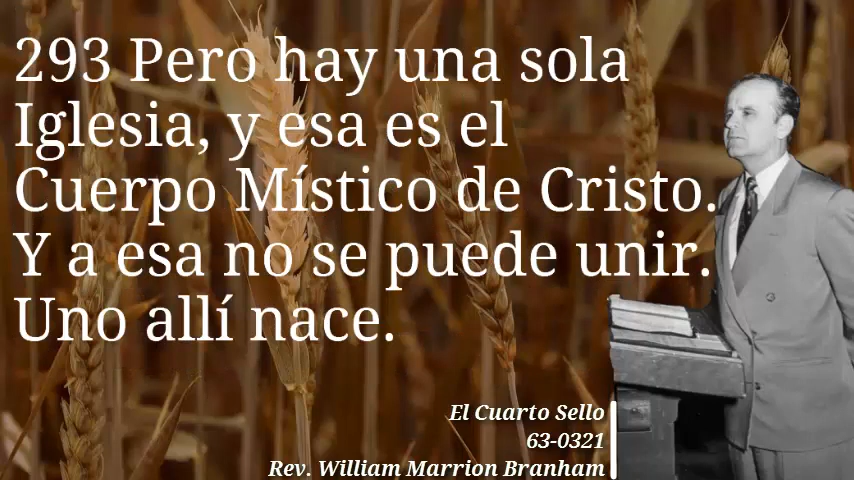 293 Pero hay una sola
Iglesia, y esa es el
Cuerpo Místico de Cristo.
Y a esa no se puede unir.
Uno allí nace.
El Cuarto Sello
63-0321
Rev. William Marrion Branham